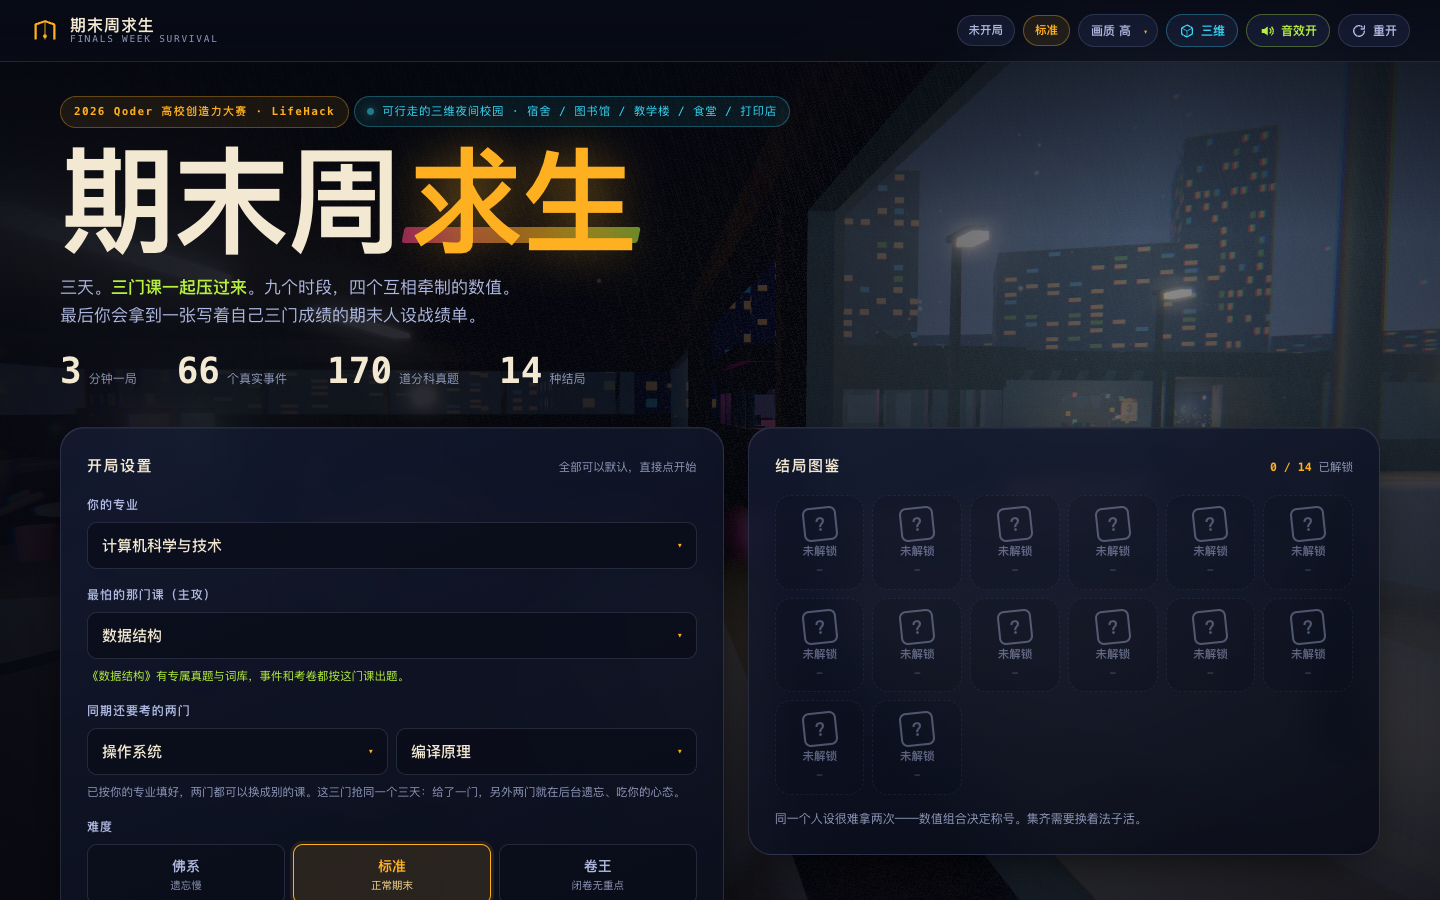 期末周求生
FINALS WEEK SURVIVAL
未开局
标准
画质 高
三维
音效开
重开
2026 Qoder 高校创造力大赛 · LifeHack
可行走的三维夜间校园 · 宿舍 / 图书馆 / 教学楼 / 食堂 / 打印店
期末周求生
三天。三门课一起压过来。九个时段，四个互相牵制的数值。
最后你会拿到一张写着自己三门成绩的期末人设战绩单。
3 分钟一局
66 个真实事件
170 道分科真题
14 种结局
开局设置
全部可以默认，直接点开始
你的专业
计算机科学与技术
最怕的那门课（主攻）
数据结构
《数据结构》有专属真题与词库，事件和考卷都按这门课出题。
同期还要考的两门
操作系统
编译原理
已按你的专业填好，两门都可以换成别的课。这三门抢同一个三天：给了一门，另外两门就在后台遗忘、吃你的心态。
难度
佛系
遗忘慢
标准
正常期末
卷王
闭卷无重点
结局图鉴
0 / 14 已解锁
? ? ? ? ? ?
未解锁 未解锁 未解锁 未解锁 未解锁 未解锁
— — — — — —
? ? ? ? ? ?
未解锁 未解锁 未解锁 未解锁 未解锁 未解锁
— — — — — —
? ?
未解锁 未解锁
— —
同一个人设很难拿两次——数值组合决定称号。集齐需要换着法子活。